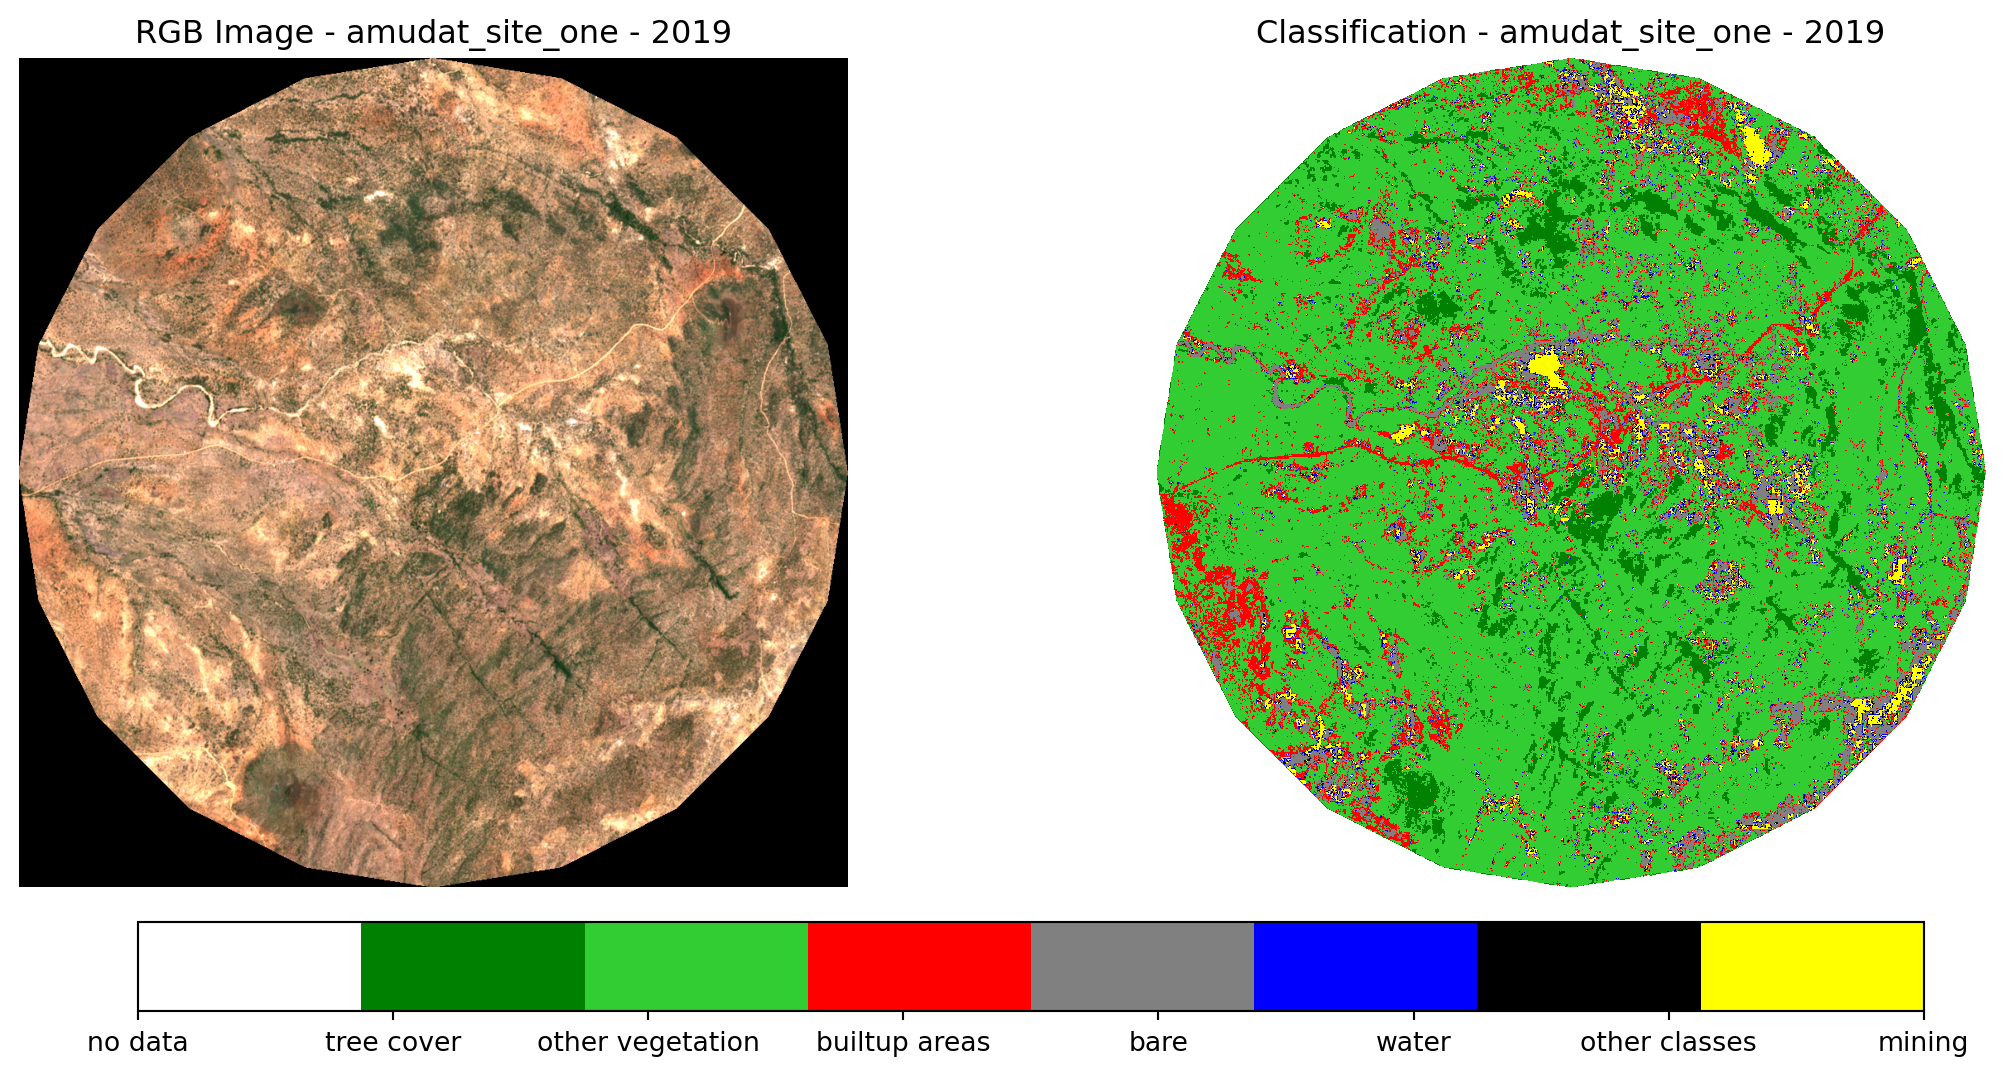 RGB Image - amudat_site_one - 2019
Classification - amudat_site_one - 2019
no data
tree cover
other vegetation
builtup areas
bare
water
other classes
mining